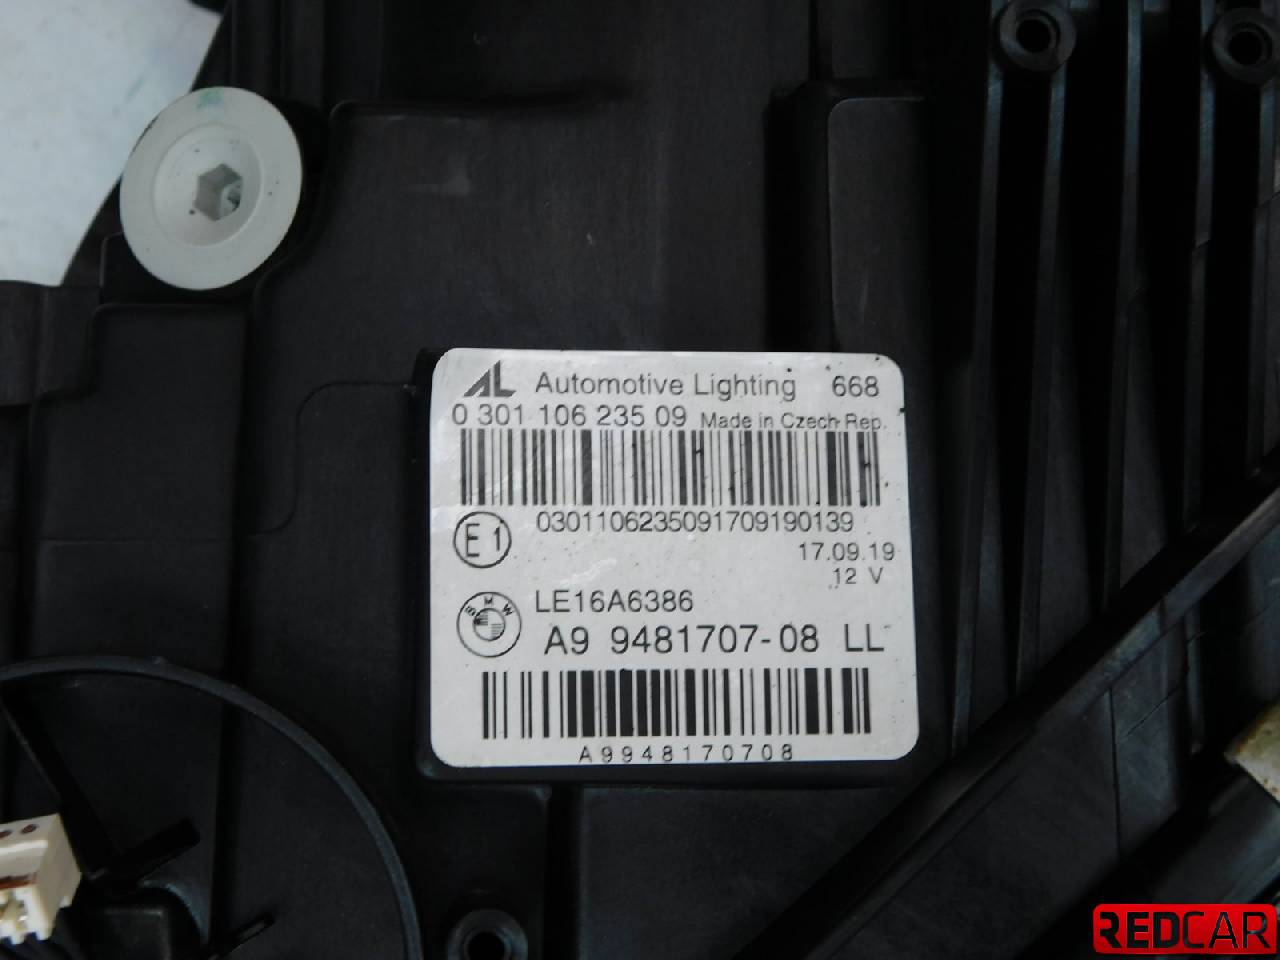 AL Automotive Lighting 668
0 301 106 235 09 Made in Czech Rep.
0301106235091709190139
E1
17.09.19
12 V
BMW
LE16A6386
A9 9481707-08 LL
A9948170708
REDCAR